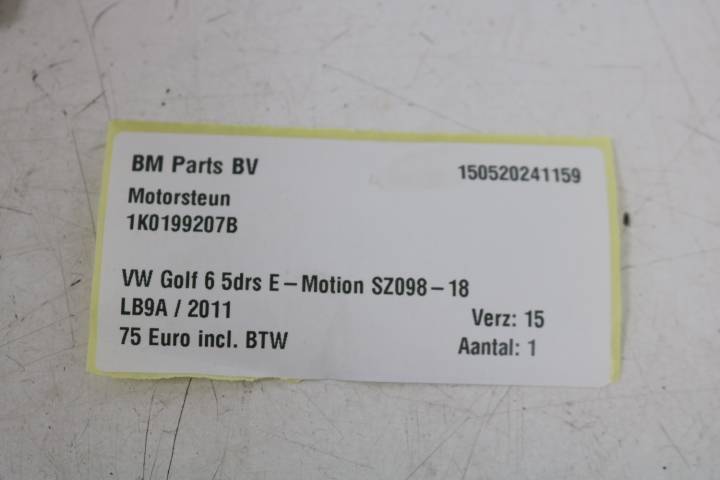 BM Parts BV
150520241159
Motorsteun
1K0199207B
VW Golf 6 5drs E-Motion SZ098-18
LB9A / 2011
Verz: 15
75 Euro incl. BTW
Aantal: 1